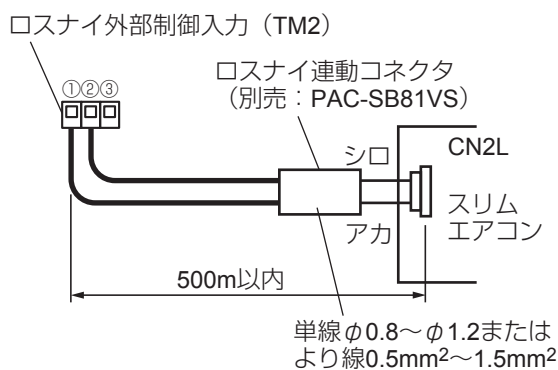 ロスナイ外部制御入力（TM2）
①②③
ロスナイ連動コネクタ
（別売：PAC-SB81VS）
シロ
CN2L
アカ
スリム
エアコン
500m以内
単線φ0.8～φ1.2または
より線0.5mm²～1.5mm²